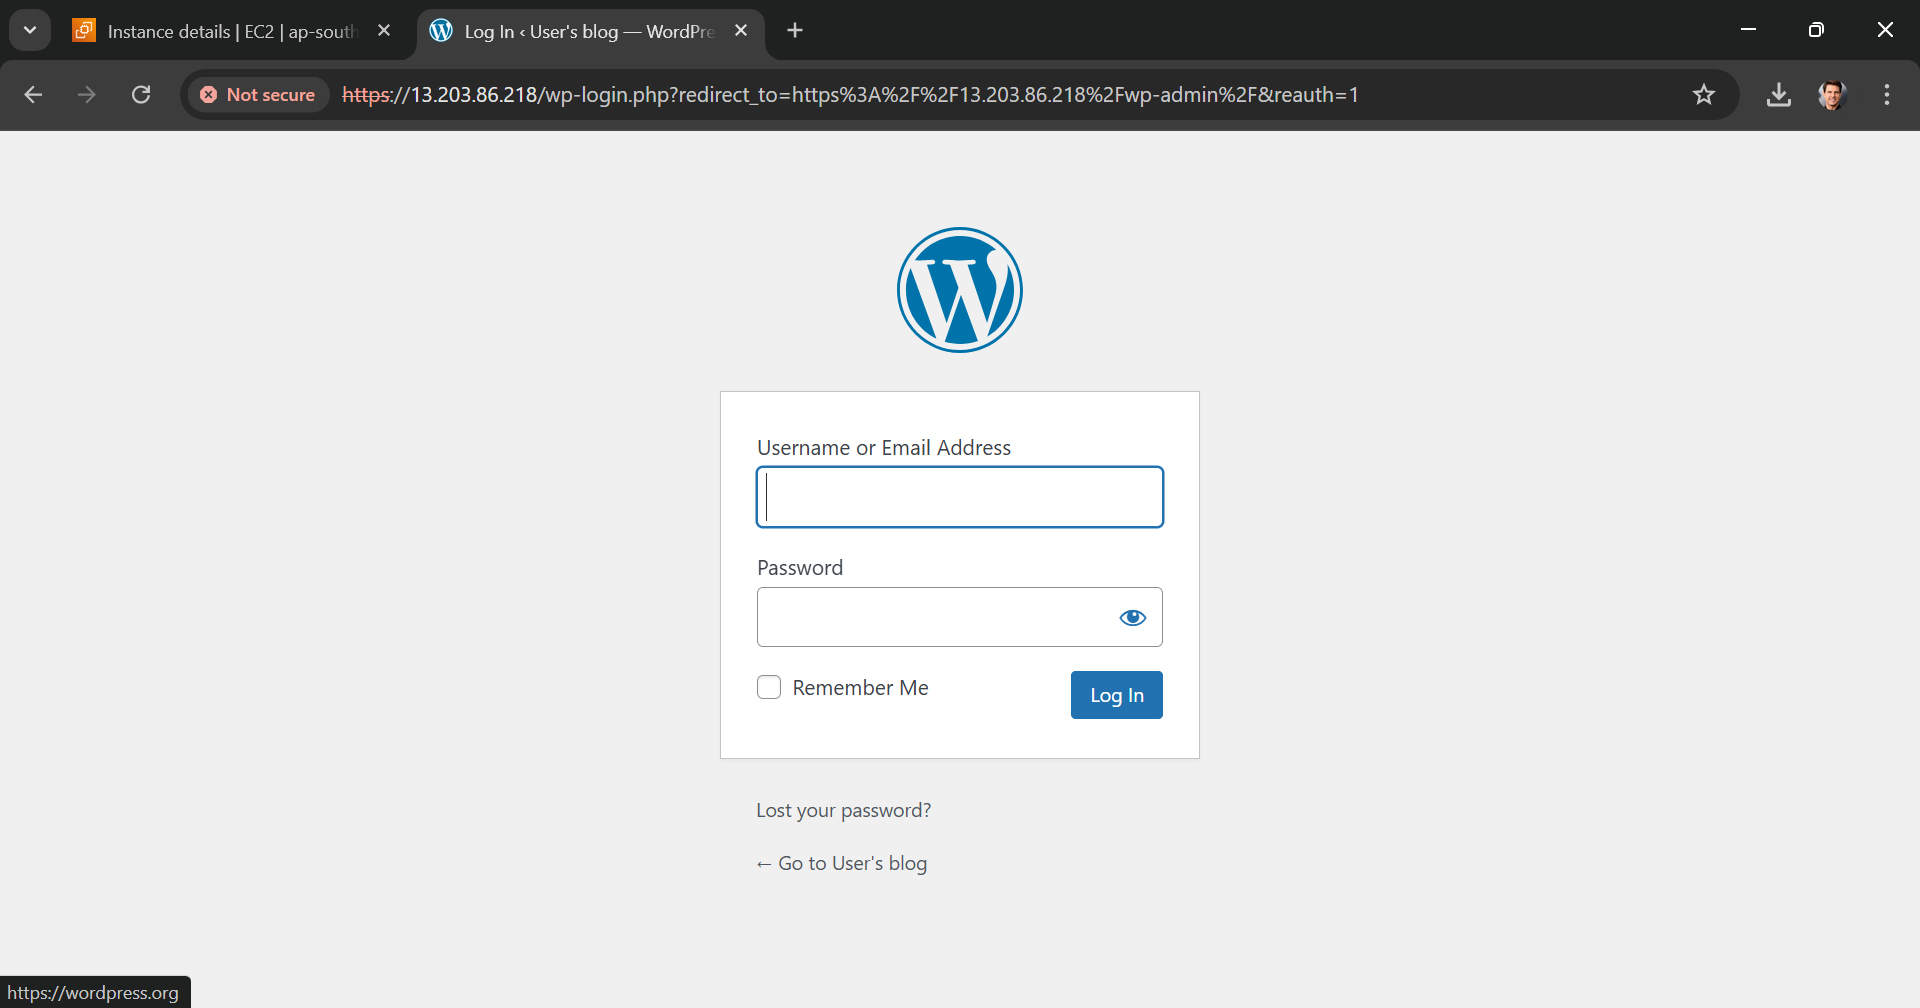 Instance details | EC2 | ap-south
Log In ‹ User's blog — WordPre
Not secure
https://13.203.86.218/wp-login.php?redirect_to=https%3A%2F%2F13.203.86.218%2Fwp-admin%2F&reauth=1
Username or Email Address
Password
Remember Me
Log In
Lost your password?
← Go to User's blog
https://wordpress.org